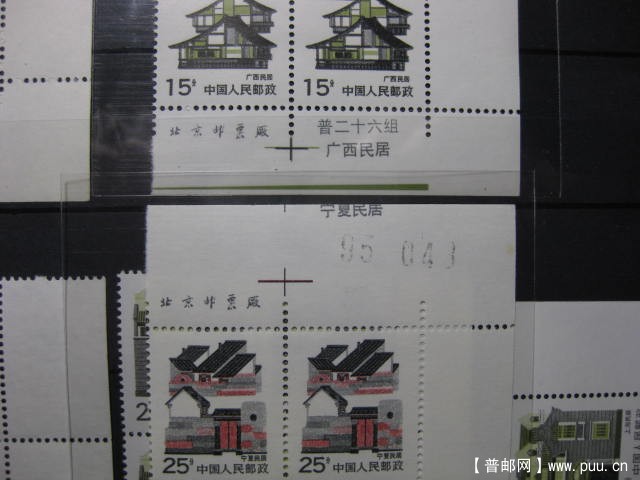 广西民居 广西民居
15分 中国人民邮政 15分 中国人民邮政
北京邮票厂 普二十六组
广西民居
宁夏民居
95 043
北京邮票厂
宁夏民居 宁夏民居
25分 中国人民邮政 25分 中国人民邮政
上海民居
【普邮网】www.puu.cn